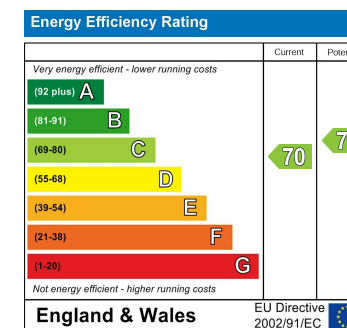 Energy Efficiency Rating
Current
Very energy efficient - lower running costs
(92 plus) A
(81-91) B
(69-80) C
70
(55-68) D
(39-54) E
(21-38) F
(1-20) G
Not energy efficient - higher running costs
England & Wales
EU Directive
2002/91/EC